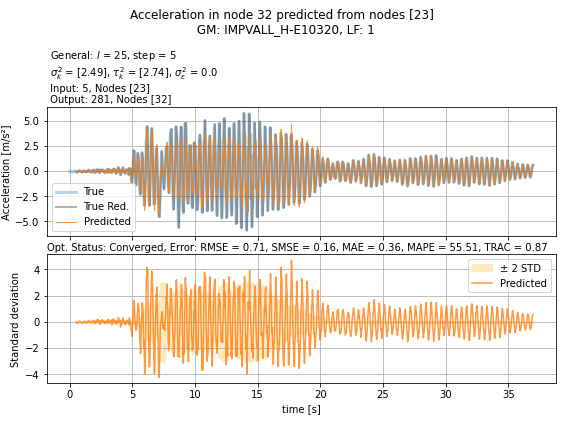 Acceleration in node 32 predicted from nodes [23]
GM: IMPVALL_H-E10320, LF: 1
General: l = 25, step = 5
σ²ₖ = [2.49], τ²ₖ = [2.74], σ²ε = 0.0
Input: 5, Nodes [23]
Output: 281, Nodes [32]
Acceleration [m/s²]
5.0
2.5
0.0
−2.5
−5.0
True
True Red.
Predicted
Opt. Status: Converged, Error: RMSE = 0.71, SMSE = 0.16, MAE = 0.36, MAPE = 55.51, TRAC = 0.87
Standard deviation
4
2
0
−2
−4
± 2 STD
Predicted
0 5 10 15 20 25 30 35
time [s]